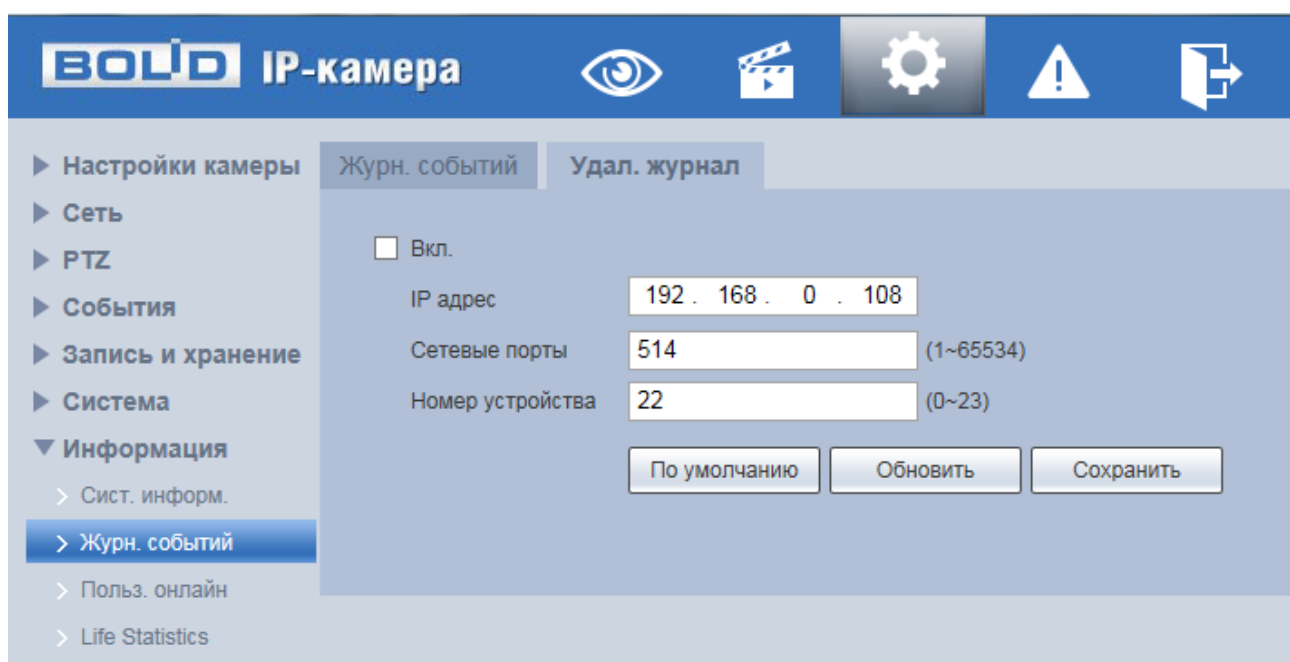 BOLID IP-камера
Настройки камеры
Сеть
PTZ
События
Запись и хранение
Система
Информация
Сист. информ.
Журн. событий
Польз. онлайн
Life Statistics
Журн. событий Удал. журнал
Вкл.
IP адрес 192 . 168 . 0 . 108
Сетевые порты 514 (1~65534)
Номер устройства 22 (0~23)
По умолчанию Обновить Сохранить